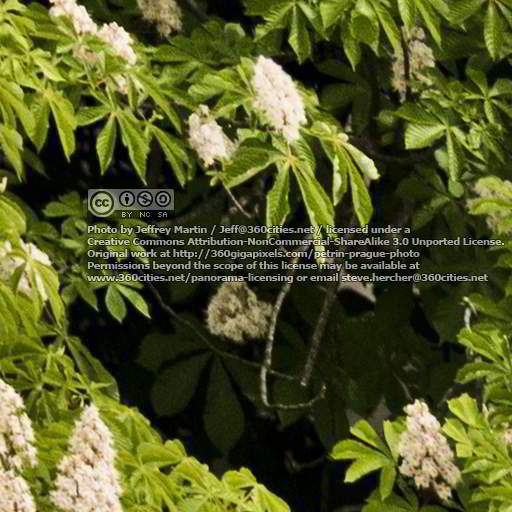 cc
BY NC SA
Photo by Jeffrey Martin / Jeff@360cities.net / licensed under a
Creative Commons Attribution-NonCommercial-ShareAlike 3.0 Unported License.
Original work at http://360gigapixels.com/petrin-prague-photo
Permissions beyond the scope of this license may be available at
www.360cities.net/panorama-licensing or email steve.hercher@360cities.net